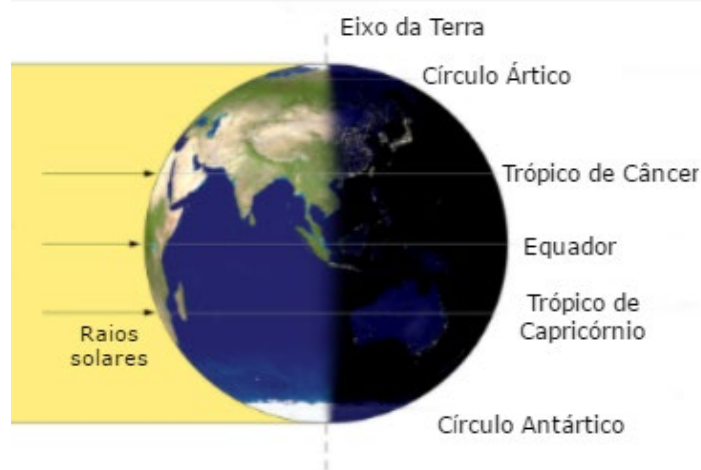 Eixo da Terra
Círculo Ártico
Trópico de Câncer
Equador
Trópico de
Capricórnio
Raios
solares
Círculo Antártico